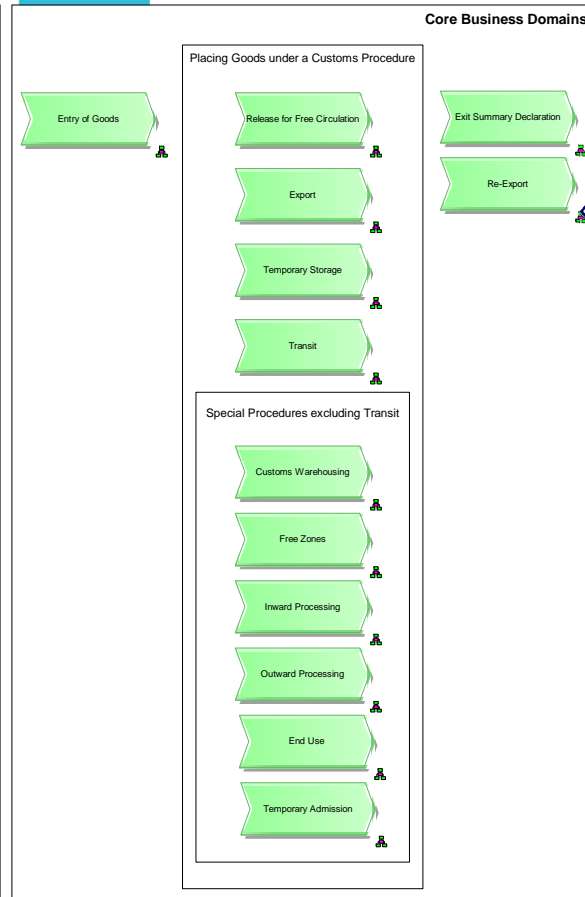 Core Business Domains
Placing Goods under a Customs Procedure
Entry of Goods
Release for Free Circulation
Exit Summary Declaration
Export
Re-Export
Temporary Storage
Transit
Special Procedures excluding Transit
Customs Warehousing
Free Zones
Inward Processing
Outward Processing
End Use
Temporary Admission